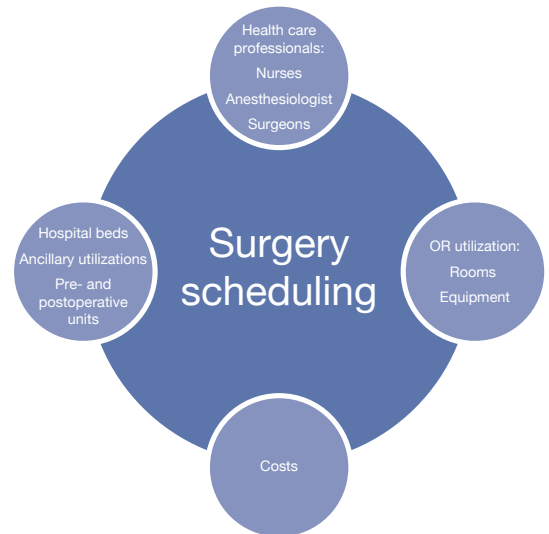 Health care
professionals:
Nurses
Anesthesiologist
Surgeons
Hospital beds
Ancillary utilizations
Pre- and
postoperative
units
Surgery
scheduling
OR utilization:
Rooms
Equipment
Costs